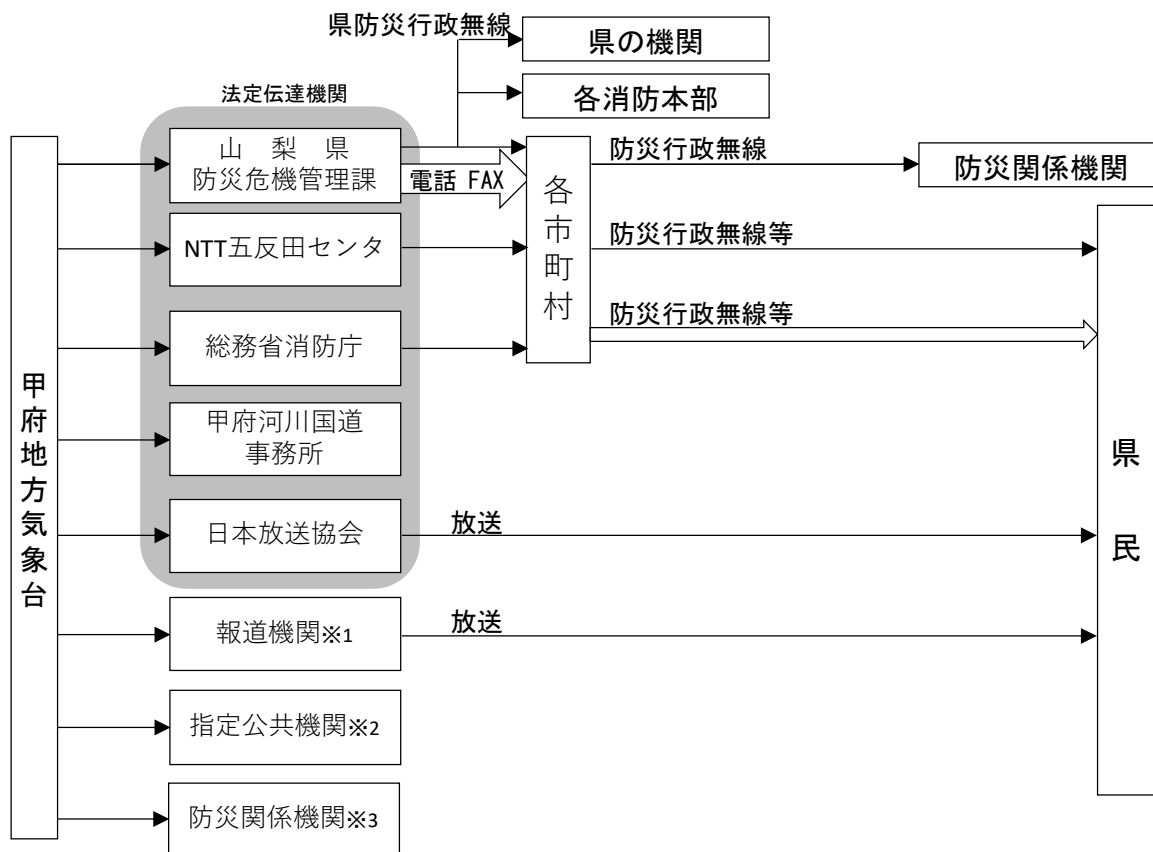 県防災行政無線
県の機関
法定伝達機関
各消防本部
山 梨 県
防災危機管理課
電話 FAX
防災行政無線
防災関係機関
NTT五反田センタ
各市町村
防災行政無線等
防災行政無線等
総務省消防庁
甲府地方気象台
甲府河川国道
事務所
県民
日本放送協会
放送
報道機関※1
放送
指定公共機関※2
防災関係機関※3